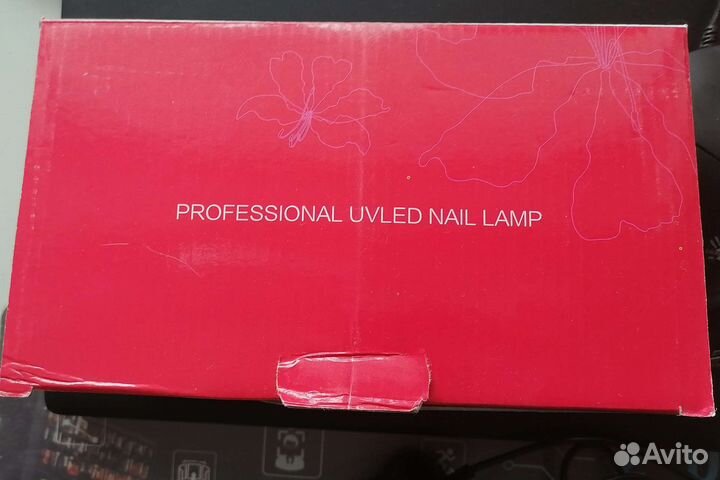 PROFESSIONAL UVLED NAIL LAMP
Avito